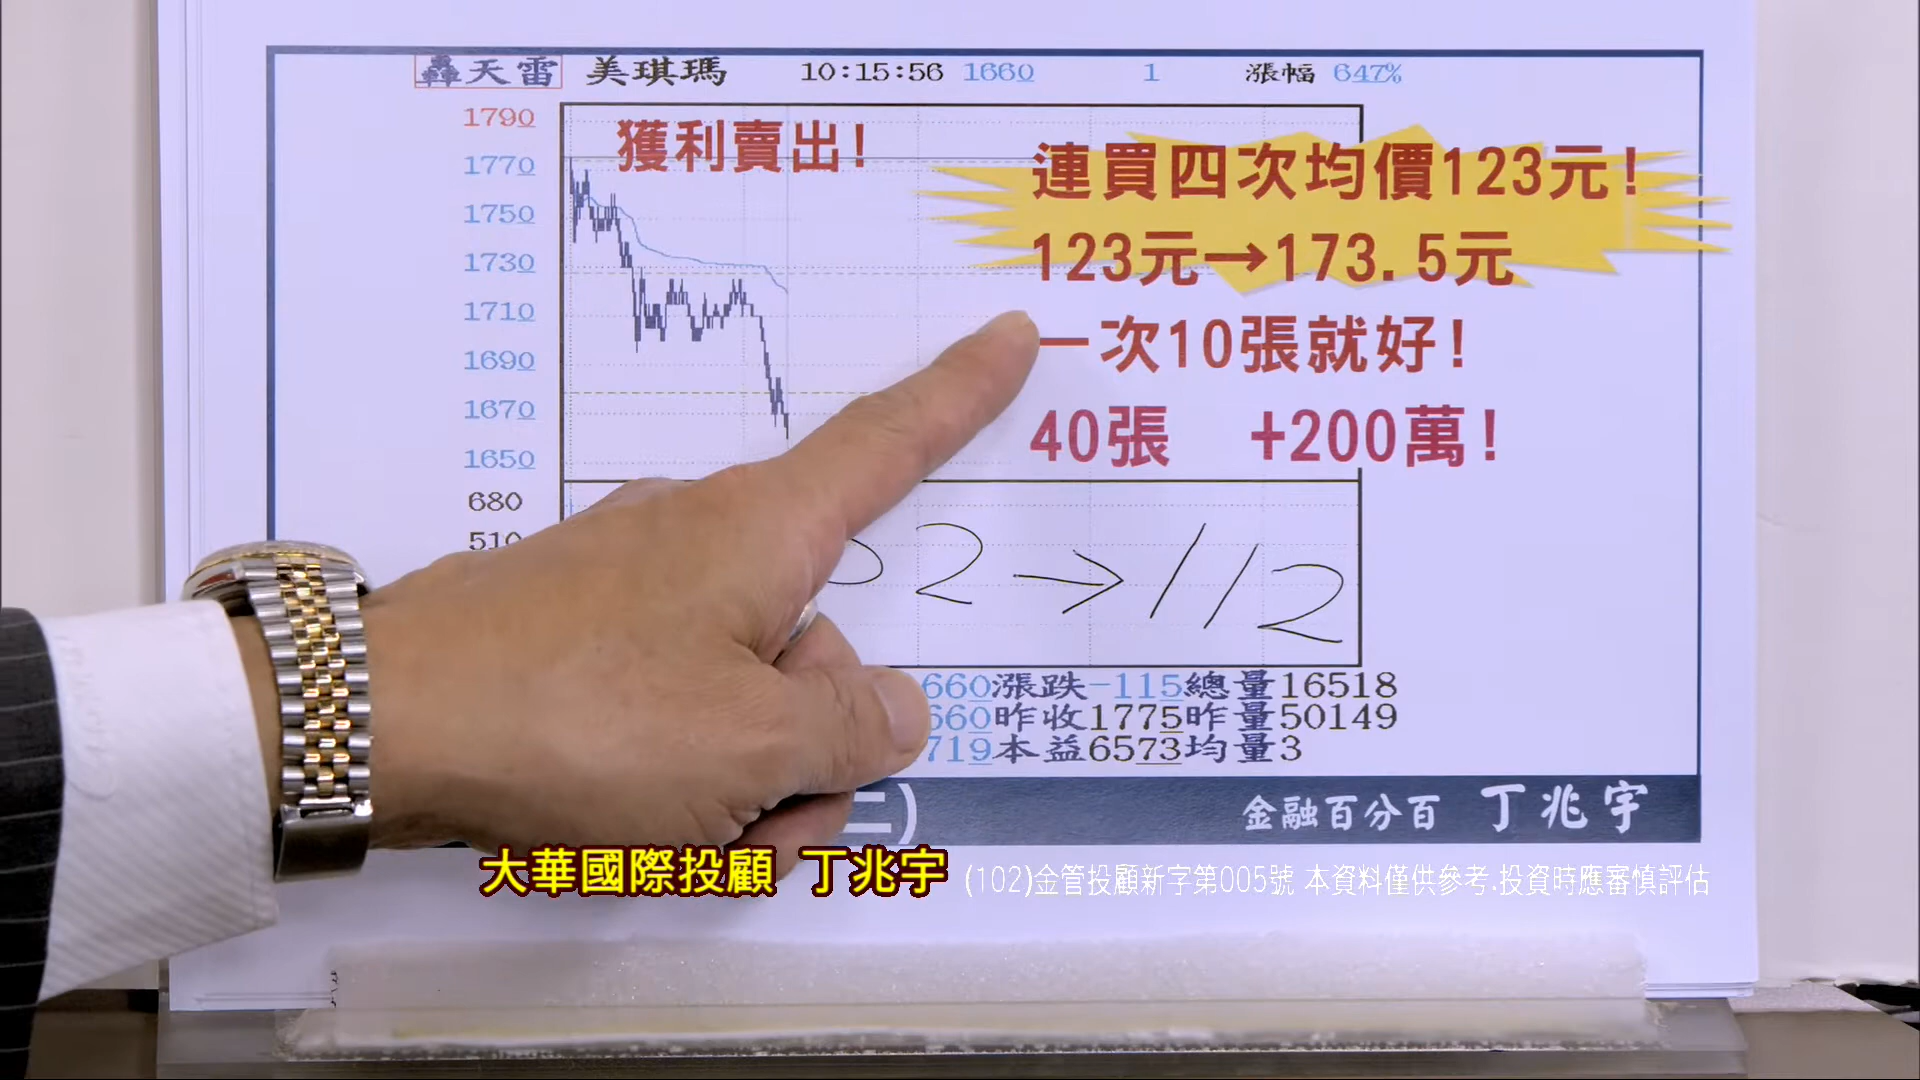 轟天雷 美琪瑪 10:15:56 1660 1 漲幅 647%
1790
1770
1750
1730
1710
1690
1670
1650
680
510
獲利賣出!
連買四次均價123元!
123元→173.5元
一次10張就好!
40張 +200萬!
2→112
660漲跌-115總量16518
660昨收1775昨量50149
719本益6573均量3
二)
金融百分百 丁兆宇
大華國際投顧 丁兆宇 (102)金管投顧新字第005號 本資料僅供參考.投資時應審慎評估